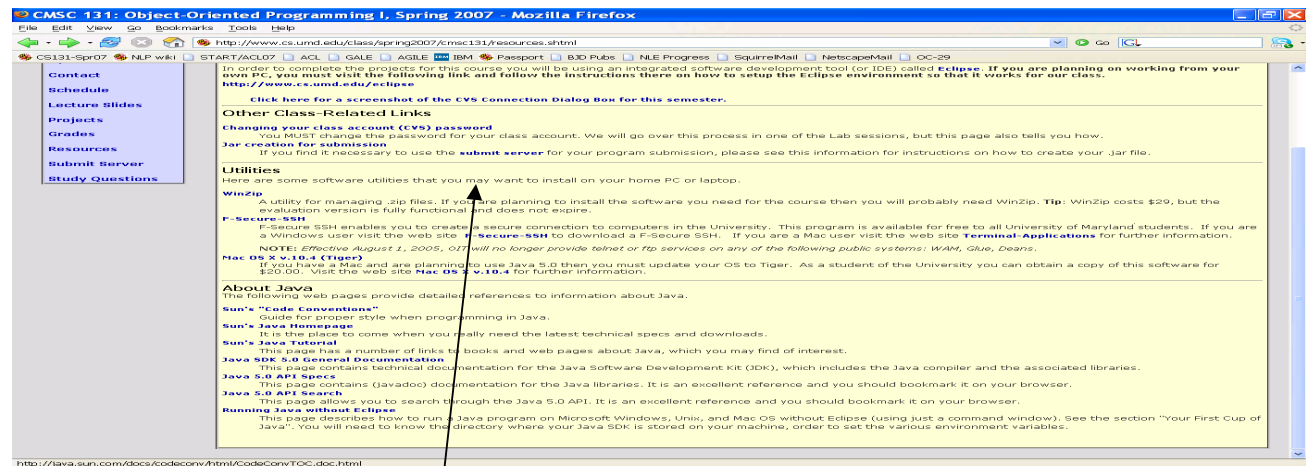 CMSC 131: Object-Oriented Programming I, Spring 2007 - Mozilla Firefox
File Edit View Go Bookmarks Tools Help
http://www.cs.umd.edu/class/spring2007/cmsc131/resources.shtml Go
CS131-Spr07 NLP wiki START/ACL07 ACL GALE AGILE IBM Passport BJD Pubs NLE Progress SquirrelMail NetscapeMail OC-29
Contact
Schedule
Lecture Slides
Projects
Grades
Resources
Submit Server
Study Questions
In order to complete the projects for this course you will be using an integrated software development tool (or IDE) called Eclipse. If you are planning on working from your
own PC, you must visit the following link and follow the instructions there on how to setup the Eclipse environment so that it works for our class.
http://www.cs.umd.edu/eclipse
Click here for a screenshot of the CVS Connection Dialog Box for this semester.
Other Class-Related Links
Changing your class account (CVS) password
You MUST change the password for your class account. We will go over this process in one of the Lab sessions, but this page also tells you how.
Jar creation for submission
If you find it necessary to use the submit server for your program submission, please see this information for instructions on how to create your .jar file.
Utilities
Here are some software utilities that you may want to install on your home PC or laptop.
WinZip
A utility for managing .zip files. If you are planning to install the software you need for the course then you will probably need WinZip. Tip: WinZip costs $29, but the
evaluation version is fully functional and does not expire.
F-Secure-SSH
F-Secure SSH enables you to create a secure connection to computers in the University. This program is available for free to all University of Maryland students. If you are
a Windows user visit the web site F-Secure-SSH to download a F-Secure SSH. If you are a Mac user visit the web site Terminal-Applications for further information.
NOTE: Effective August 1, 2005, OIT will no longer provide telnet or ftp services on any of the following public systems: WAM, Glue, Deans.
Mac OS X v.10.4 (Tiger)
If you have a Mac and are planning to use Java 5.0 then you must update your OS to Tiger. As a student of the University you can obtain a copy of this software for
$20.00. Visit the web site Mac OS X v.10.4 for further information.
About Java
The following web pages provide detailed references to information about Java.
Sun's "Code Conventions"
Guide for proper style when programming in Java.
Sun's Java Homepage
It is the place to come when you really need the latest technical specs and downloads.
Sun's Java Tutorial
This page has a number of links to books and web pages about Java, which you may find of interest.
Java SDK 5.0 General Documentation
This page contains technical documentation for the Java Software Development Kit (JDK), which includes the Java compiler and the associated libraries.
Java 5.0 API Specs
This page contains (javadoc) documentation for the Java libraries. It is an excellent reference and you should bookmark it on your browser.
Java 5.0 API Search
This page allows you to search through the Java 5.0 API. It is an excellent reference and you should bookmark it on your browser.
Running Java without Eclipse
This page describes how to run a Java program on Microsoft Windows, Unix, and Mac OS without Eclipse (using just a command window). See the section "Your First Cup of
Java". You will need to know the directory where your Java SDK is stored on your machine, order to set the various environment variables.
http://java.sun.com/docs/codeconv/html/CodeConvTOC.doc.html